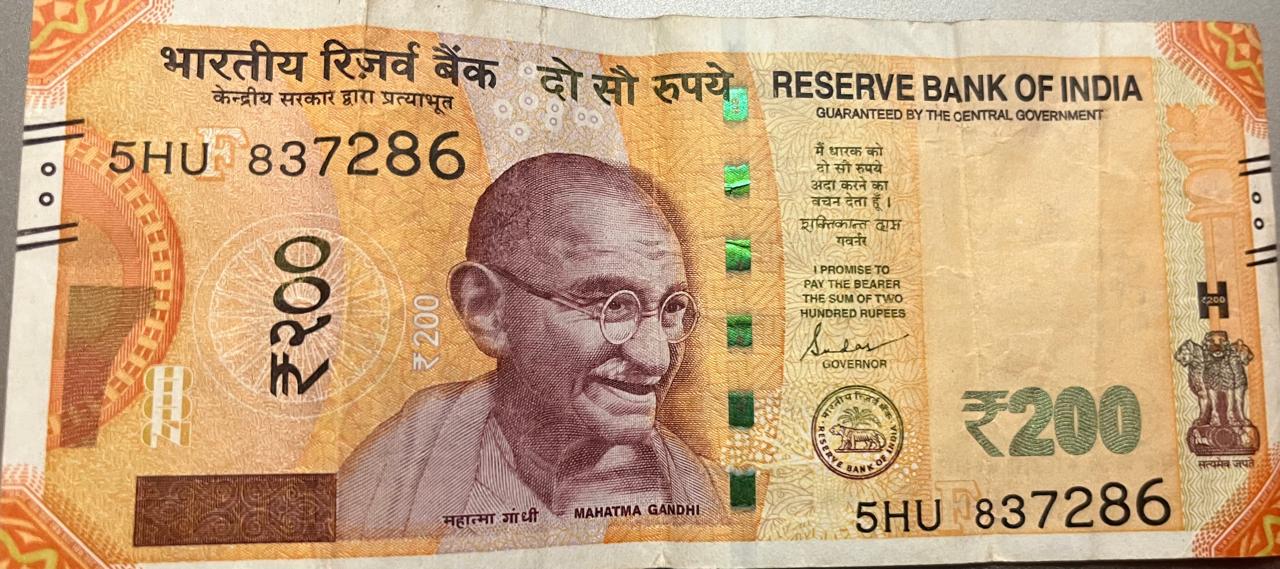 भारतीय रिज़र्व बैंक
केन्द्रीय सरकार द्वारा प्रत्याभूत
दो सौ रुपये
RESERVE BANK OF INDIA
GUARANTEED BY THE CENTRAL GOVERNMENT
5HU F 837286
₹२००
₹200
मैं धारक को
दो सौ रुपये
अदा करने का
वचन देता हूँ ।
शक्तिकान्त दास
गवर्नर
I PROMISE TO
PAY THE BEARER
THE SUM OF TWO
HUNDRED RUPEES
GOVERNOR
भारतीय रिज़र्व बैंक
RESERVE BANK OF INDIA
₹200
₹200
सत्यमेव जयते
महात्मा गांधी
MAHATMA GANDHI
5HU F 837286